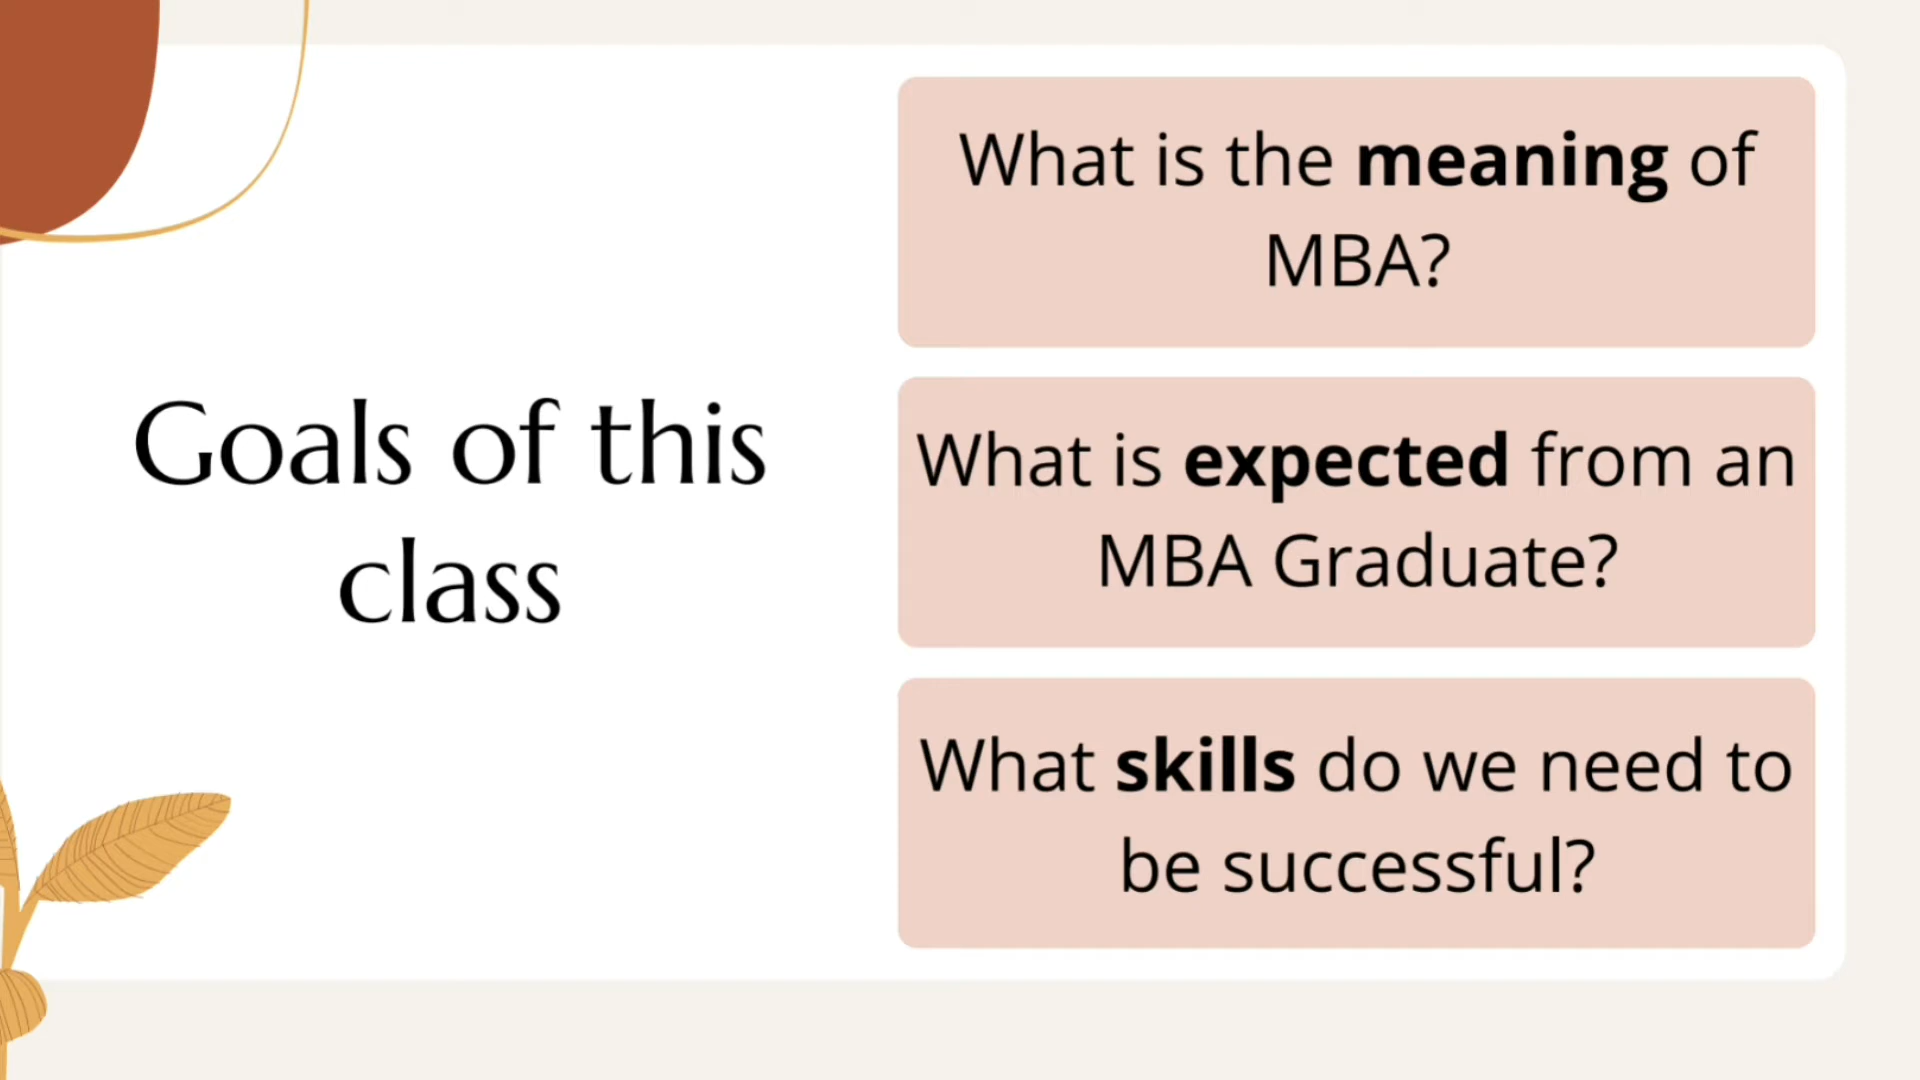 Goals of this
class
What is the meaning of
MBA?
What is expected from an
MBA Graduate?
What skills do we need to
be successful?